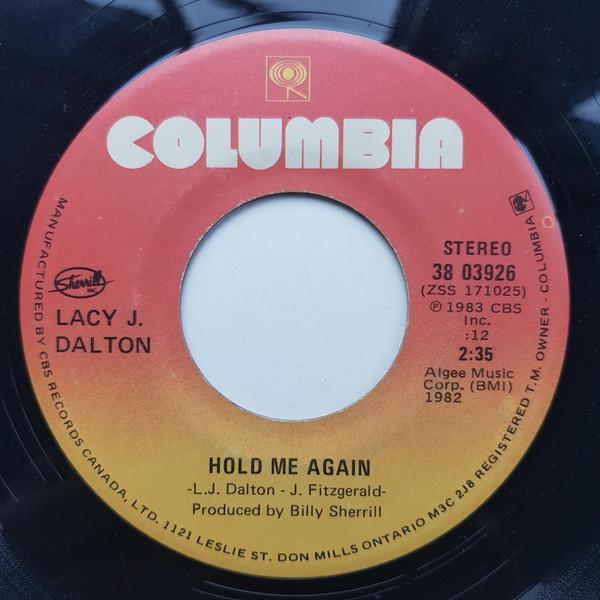 COLUMBIA
Sherrill
INC.
LACY J.
DALTON
STEREO
38 03926
(ZSS 171025)
℗ 1983 CBS
Inc.
:12
2:35
Algee Music
Corp. (BMI)
1982
HOLD ME AGAIN
-L.J. Dalton - J. Fitzgerald-
Produced by Billy Sherrill
MANUFACTURED BY CBS RECORDS CANADA, LTD. 1121 LESLIE ST. DON MILLS ONTARIO M3C 2J8 REGISTERED T.M. OWNER - COLUMBIA